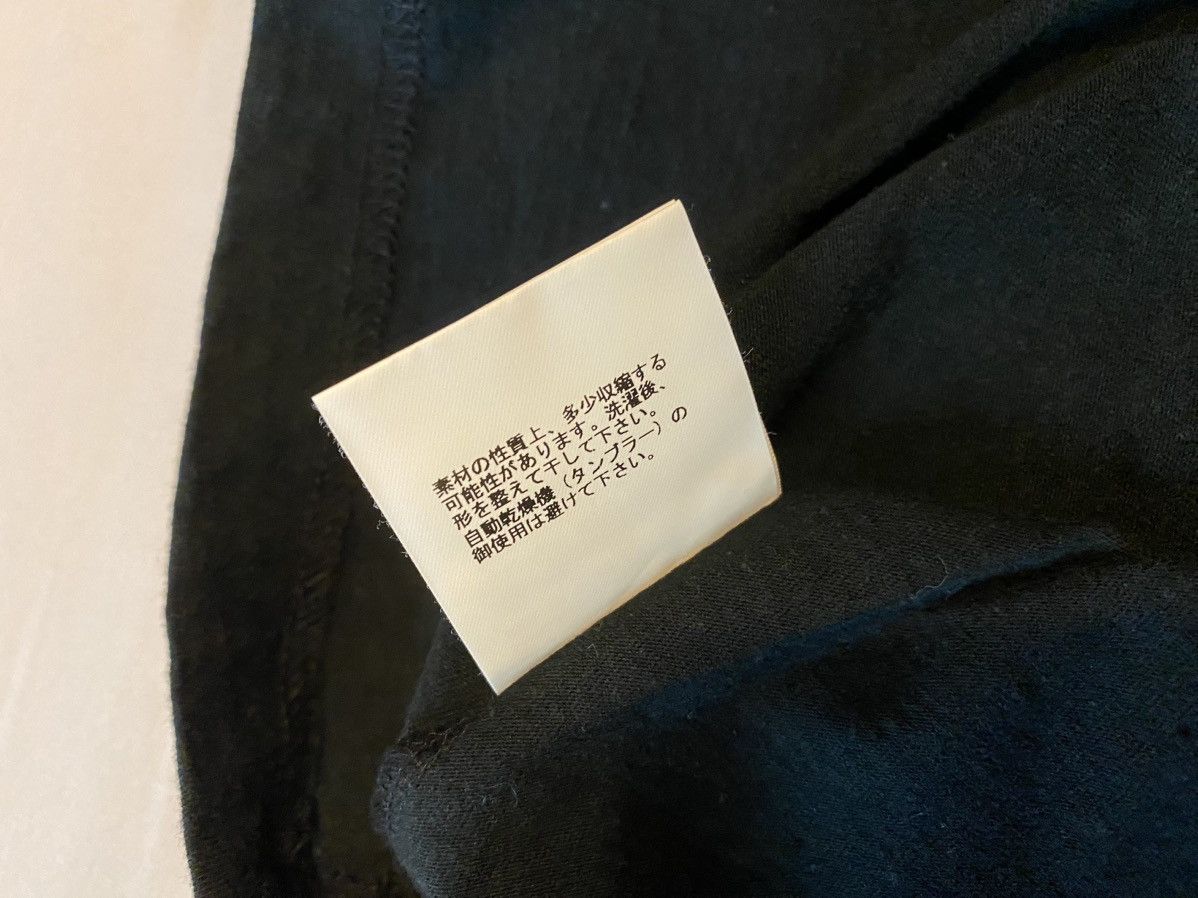 素材の性質上、多少収縮する
可能性があります。洗濯後、
形を整えて干して下さい。
自動乾燥機（タンブラー）の
御使用は避けて下さい。